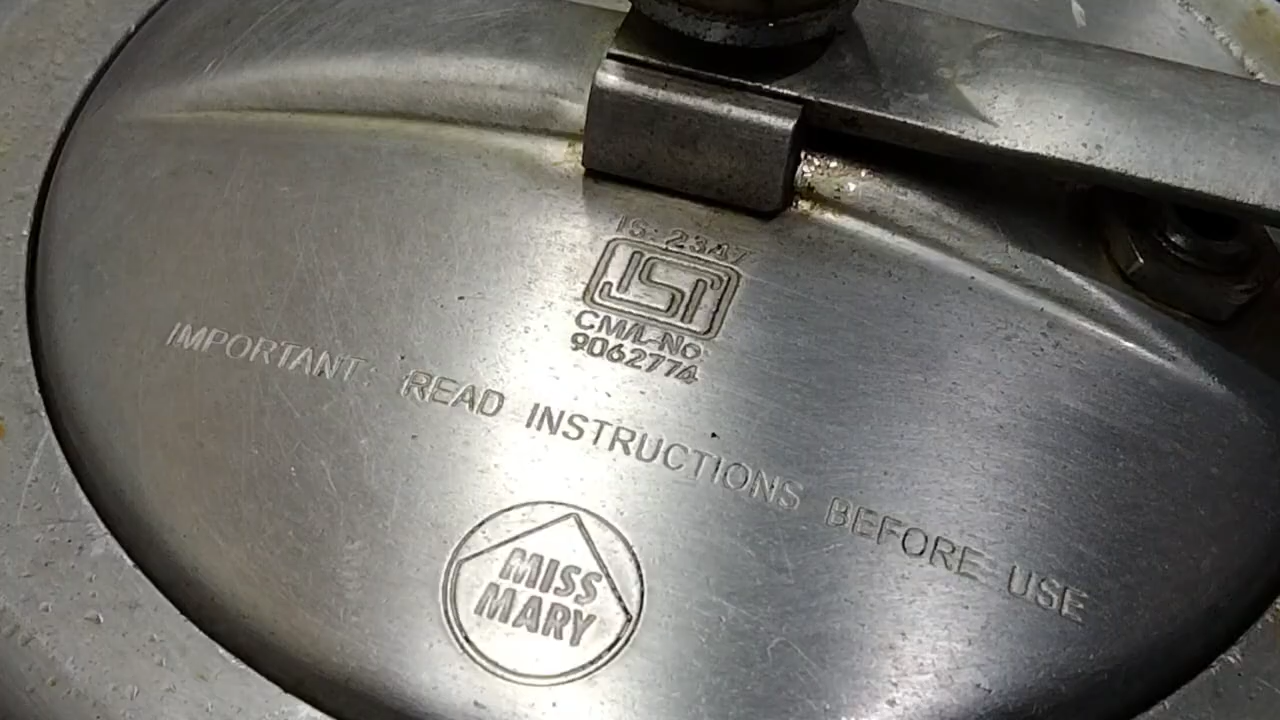 IS: 2347
ISI
CM/L-No.
9062774
IMPORTANT: READ INSTRUCTIONS BEFORE USE
MISS
MARY